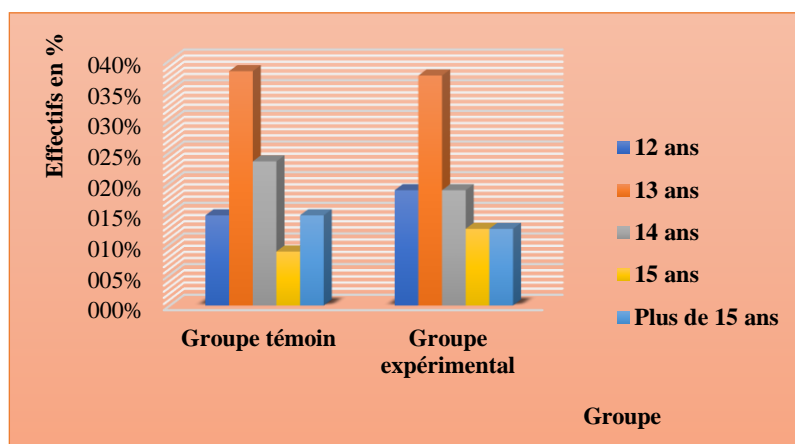 Effectifs en %
040%
035%
030%
025%
020%
015%
010%
005%
000%
Groupe témoin
Groupe
expérimental
Groupe
12 ans
13 ans
14 ans
15 ans
Plus de 15 ans